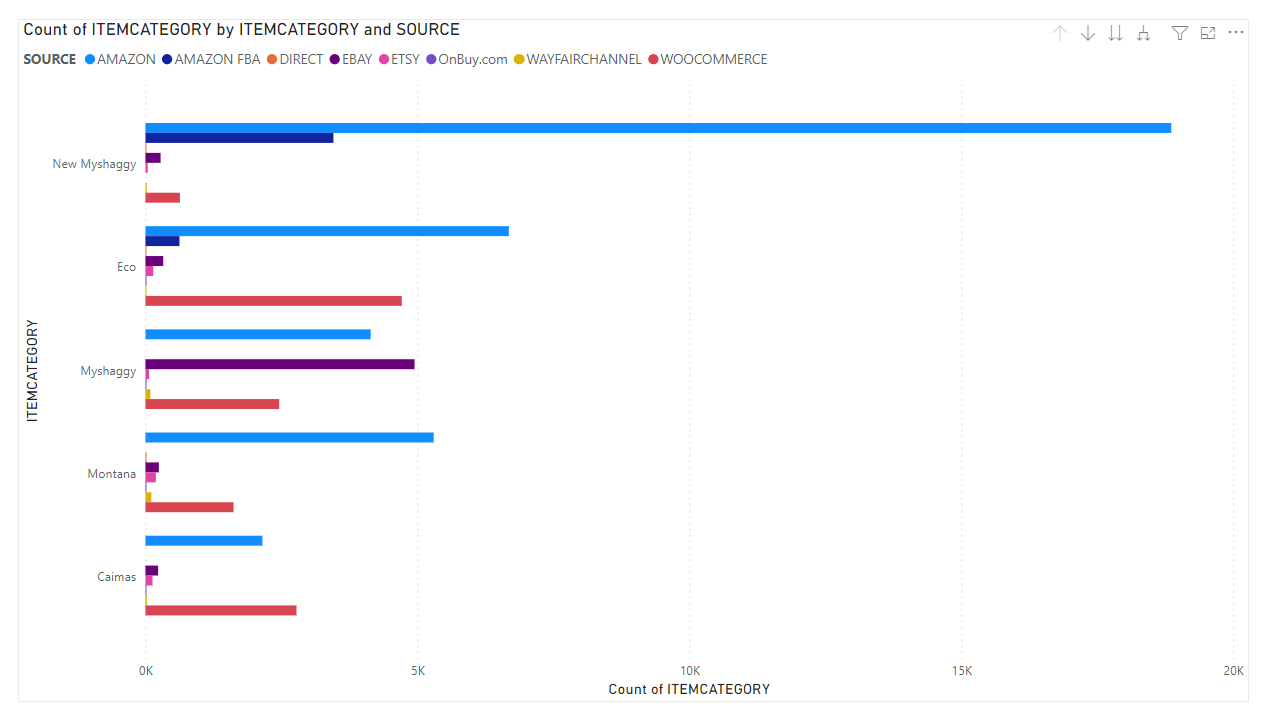 Count of ITEMCATEGORY by ITEMCATEGORY and SOURCE
SOURCE AMAZON AMAZON FBA DIRECT EBAY ETSY OnBuy.com WAYFAIRCHANNEL WOOCOMMERCE
New Myshaggy
Eco
Myshaggy
Montana
Caimas
ITEMCATEGORY
0K 5K 10K 15K 20K
Count of ITEMCATEGORY